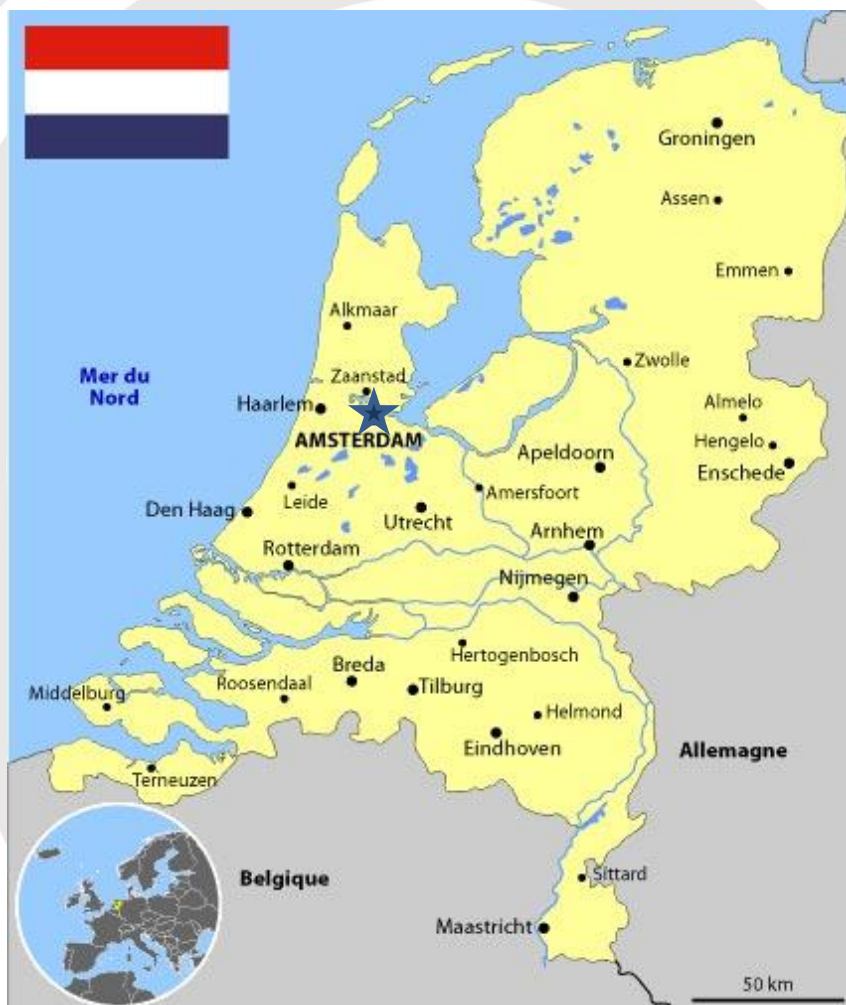 Groningen
Assen
Emmen
Alkmaar
Zwolle
Mer du
Nord
Zaanstad
Haarlem
Almelo
AMSTERDAM
Hengelo
Apeldoorn
Enschede
Leide
Amersfoort
Den Haag
Utrecht
Arnhem
Rotterdam
Nijmegen
Hertogenbosch
Breda
Roosendaal
Tilburg
Middelburg
Helmond
Eindhoven
Allemagne
Terneuzen
Belgique
Sittard
Maastricht
50 km